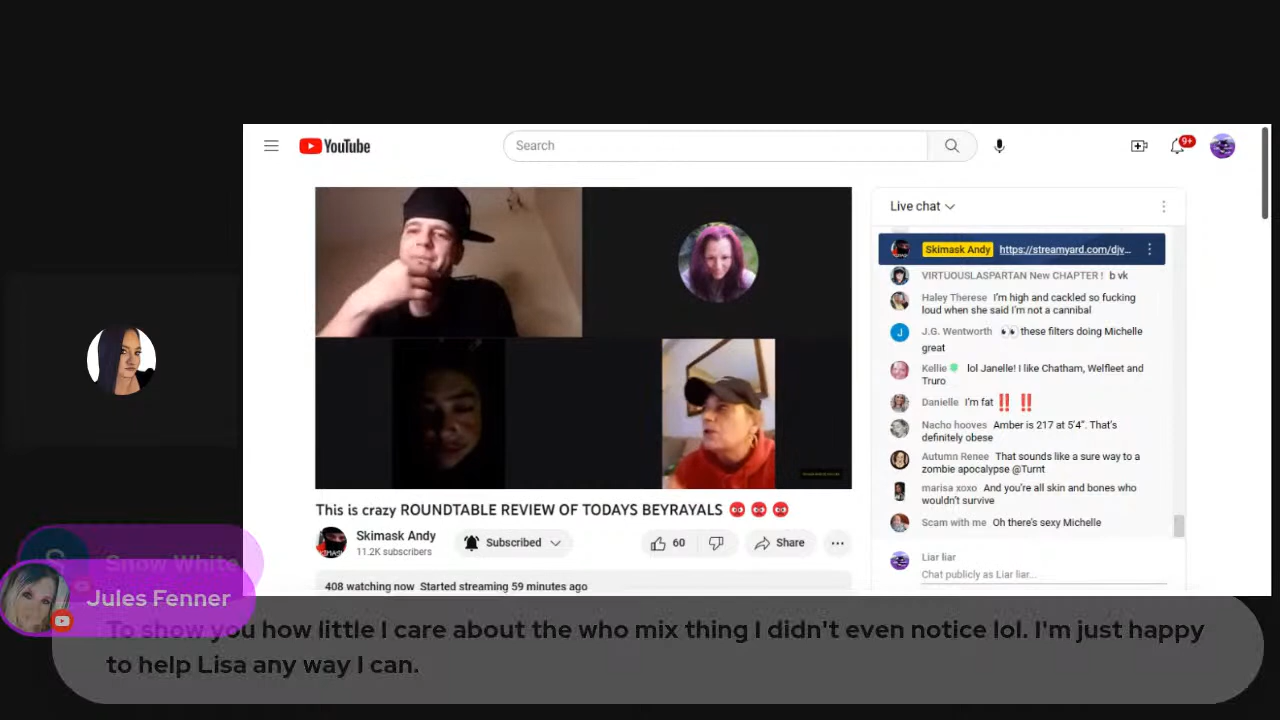 YouTube
Search
9+
Live chat
Skimask Andy https://streamyard.com/djv...
VIRTUOUSLASPARTAN New CHAPTER ! b vk
Haley Therese I'm high and cackled so fucking
loud when she said I'm not a cannibal
J
J.G. Wentworth 👀 these filters doing Michelle
great
Kellie lol Janelle! I like Chatham, Welfleet and
Truro
Danielle I'm fat ‼️ ‼️
Nacho hooves Amber is 217 at 5'4". That's
definitely obese
Autumn Renee That sounds like a sure way to a
zombie apocalypse @Turnt
marisa xoxo And you're all skin and bones who
wouldn't survive
Scam with me Oh there's sexy Michelle
Liar liar
Chat publicly as Liar liar...
This is crazy ROUNDTABLE REVIEW OF TODAYS BEYRAYALS
Skimask Andy
11.2K subscribers
Subscribed
60
Share
408 watching now Started streaming 59 minutes ago
S
Snow White
Jules Fenner
To show you how little I care about the who mix thing I didn't even notice lol. I'm just happy
to help Lisa any way I can.